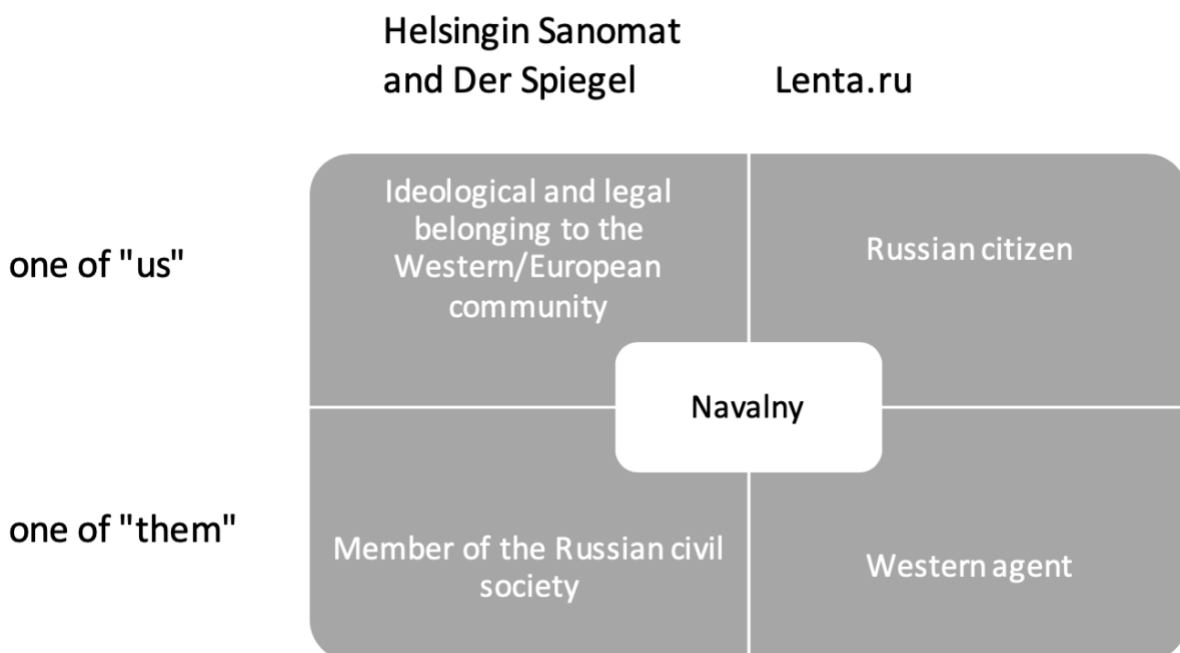 Helsingin Sanomat
and Der Spiegel
Lenta.ru
one of "us"
Ideological and legal
belonging to the
Western/European
community
Russian citizen
Navalny
one of "them"
Member of the Russian civil
society
Western agent